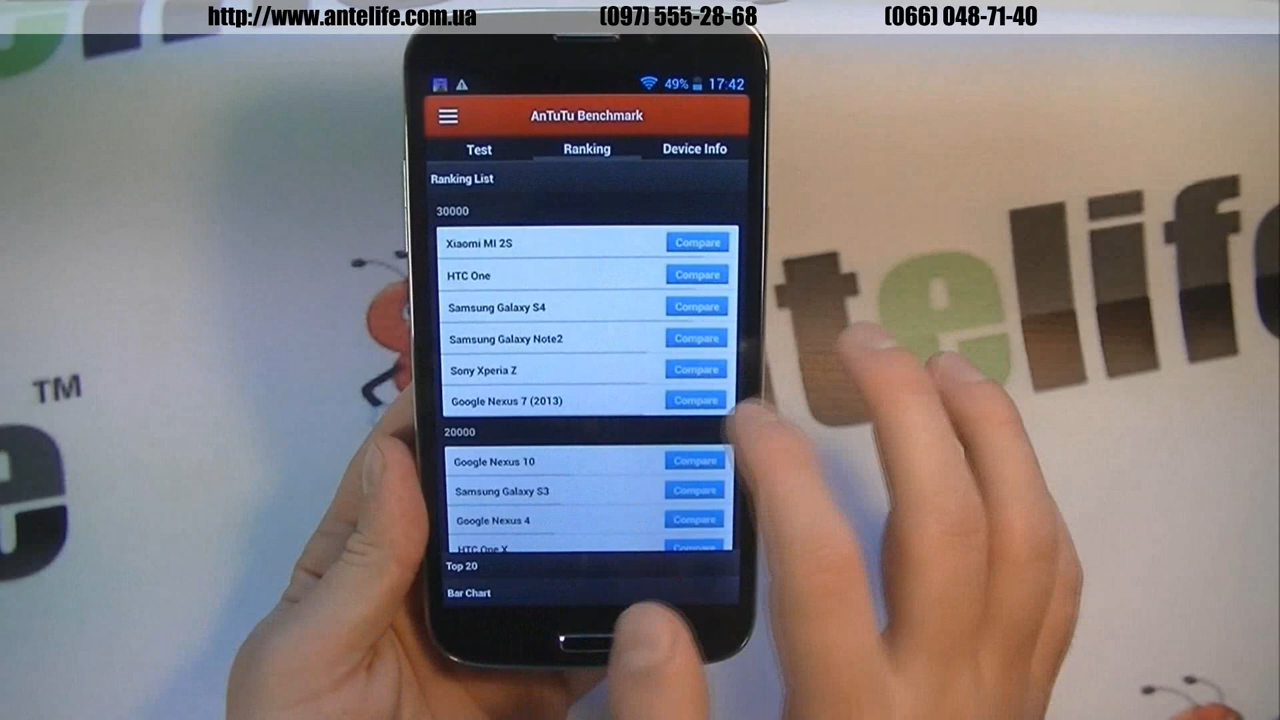 http://www.antelife.com.ua (097) 555-28-68 (066) 048-71-40
49% 17:42
AnTuTu Benchmark
Test Ranking Device Info
Ranking List
30000
Xiaomi MI 2S Compare
HTC One Compare
Samsung Galaxy S4 Compare
Samsung Galaxy Note2 Compare
Sony Xperia Z Compare
Google Nexus 7 (2013) Compare
20000
Google Nexus 10 Compare
Samsung Galaxy S3 Compare
Google Nexus 4 Compare
HTC One X Compare
Top 20
Bar Chart
telife
TM
e